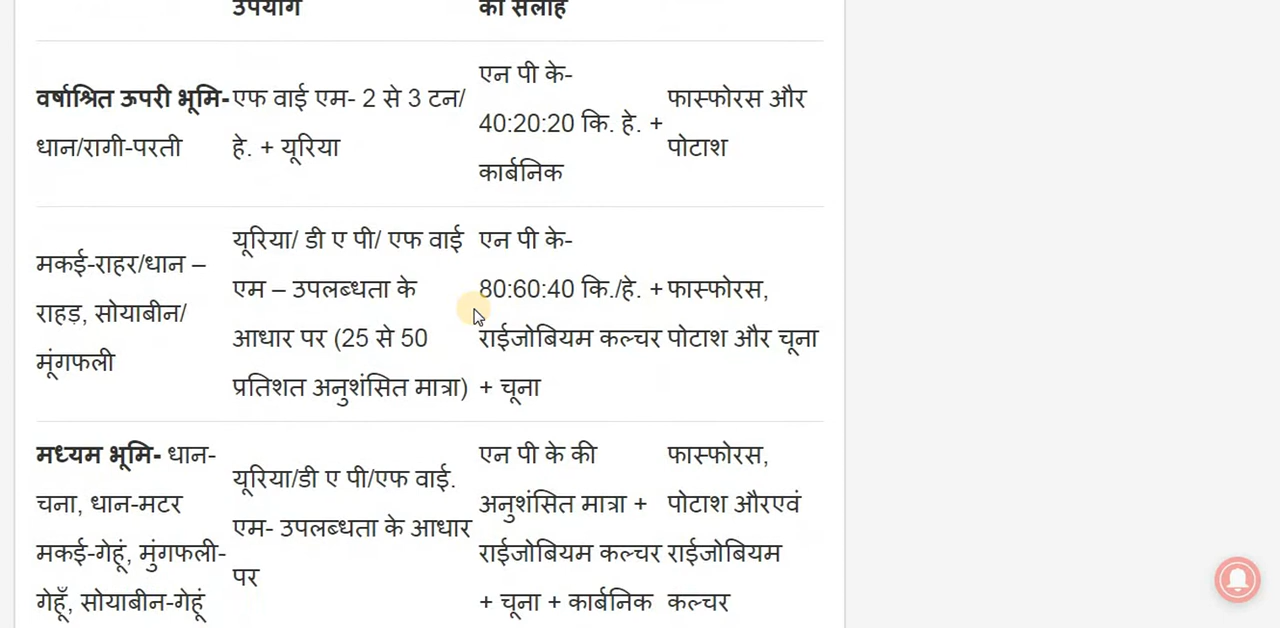 उपयोग
की सलाह
वर्षाश्रित ऊपरी भूमि-
धान/रागी-परती
एफ वाई एम- 2 से 3 टन/
हे. + यूरिया
एन पी के-
40:20:20 कि. हे. +
कार्बनिक
फास्फोरस और
पोटाश
मकई-राहर/धान –
राहड़, सोयाबीन/
मूंगफली
यूरिया/ डी ए पी/ एफ वाई
एम – उपलब्धता के
आधार पर (25 से 50
प्रतिशत अनुशंसित मात्रा)
एन पी के-
80:60:40 कि./हे. +
राईजोबियम कल्चर
+ चूना
फास्फोरस,
पोटाश और चूना
मध्यम भूमि- धान-
चना, धान-मटर
मकई-गेहूं, मुंगफली-
गेहूँ, सोयाबीन-गेहूं
यूरिया/डी ए पी/एफ वाई.
एम- उपलब्धता के आधार
पर
एन पी के की
अनुशंसित मात्रा +
राईजोबियम कल्चर
+ चूना + कार्बनिक
फास्फोरस,
पोटाश औरएवं
राईजोबियम
कल्चर